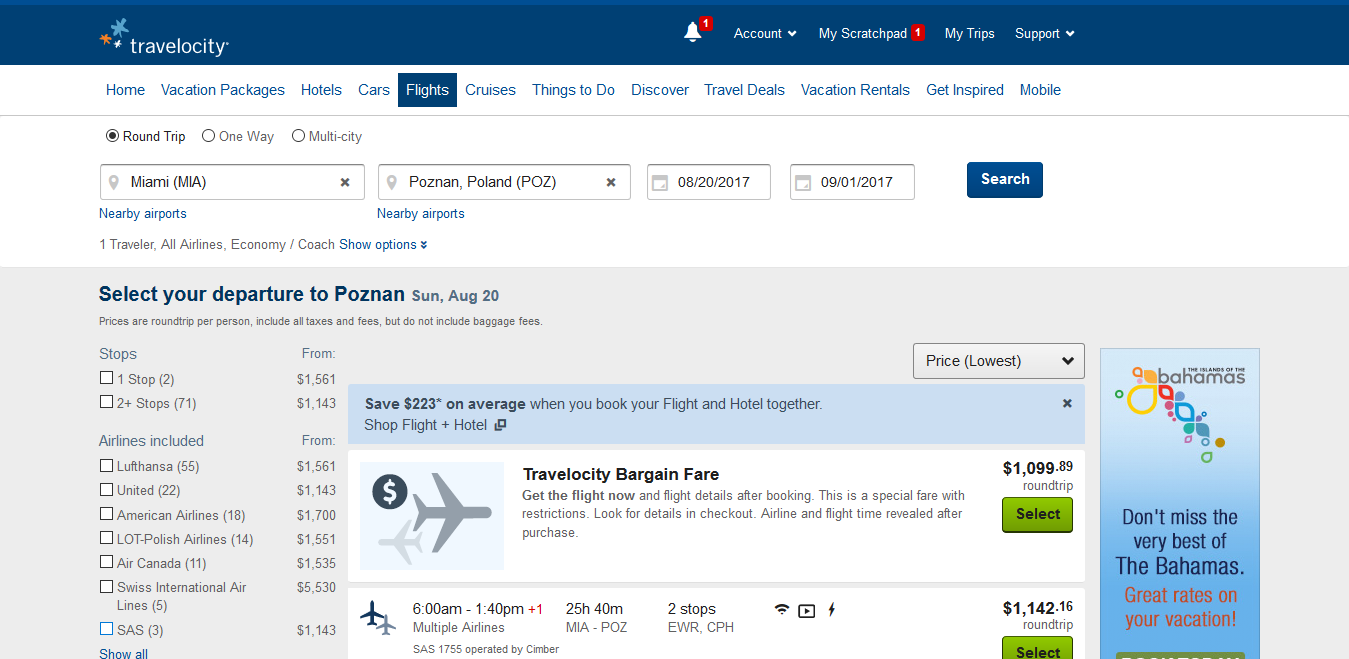 travelocity
1
Account
My Scratchpad 1
My Trips
Support
Home
Vacation Packages
Hotels
Cars
Flights
Cruises
Things to Do
Discover
Travel Deals
Vacation Rentals
Get Inspired
Mobile
Round Trip
One Way
Multi-city
Miami (MIA)
Poznan, Poland (POZ)
08/20/2017
09/01/2017
Search
Nearby airports
Nearby airports
1 Traveler, All Airlines, Economy / Coach Show options
Select your departure to Poznan Sun, Aug 20
Prices are roundtrip per person, include all taxes and fees, but do not include baggage fees.
Stops From:
1 Stop (2) $1,561
2+ Stops (71) $1,143
Airlines included From:
Lufthansa (55) $1,561
United (22) $1,143
American Airlines (18) $1,700
LOT-Polish Airlines (14) $1,551
Air Canada (11) $1,535
Swiss International Air $5,530
Lines (5)
SAS (3) $1,143
Show all
Price (Lowest)
Save $223* on average when you book your Flight and Hotel together.
Shop Flight + Hotel
$
Travelocity Bargain Fare
Get the flight now and flight details after booking. This is a special fare with
restrictions. Look for details in checkout. Airline and flight time revealed after
purchase.
$1,099.89
roundtrip
Select
6:00am - 1:40pm +1
Multiple Airlines
SAS 1755 operated by Cimber
25h 40m
MIA - POZ
2 stops
EWR, CPH
$1,142.16
roundtrip
Select
THE ISLANDS OF THE
bahamas
Don't miss the
very best of
The Bahamas.
Great rates on
your vacation!